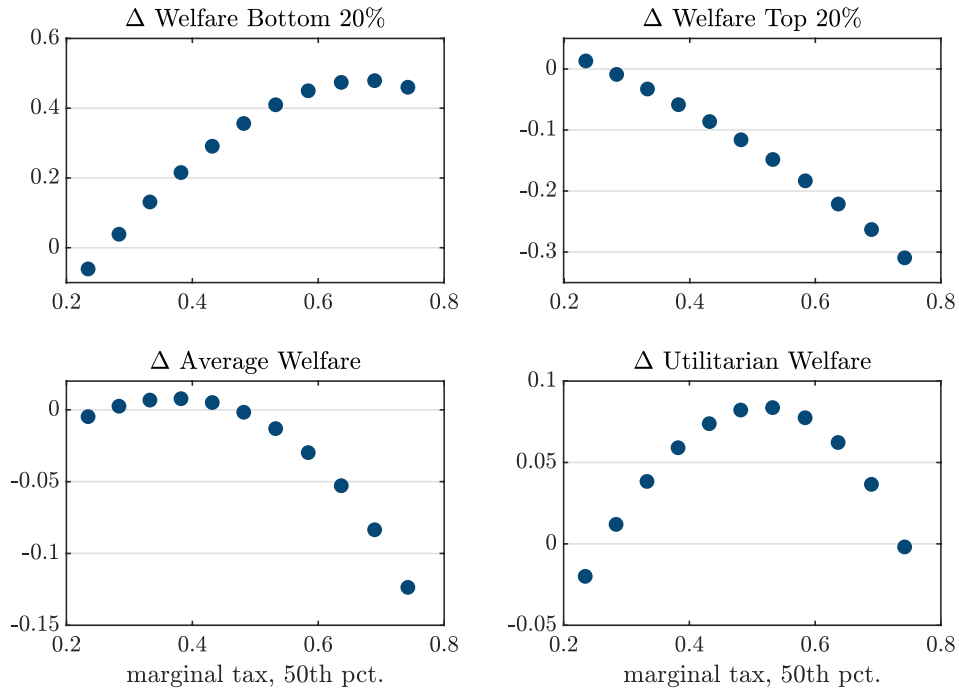 Δ Welfare Bottom 20%
0.6
0.4
0.2
0
0.2 0.4 0.6 0.8
Δ Welfare Top 20%
0
-0.1
-0.2
-0.3
0.2 0.4 0.6 0.8
Δ Average Welfare
0
-0.05
-0.1
-0.15
0.2 0.4 0.6 0.8
marginal tax, 50th pct.
Δ Utilitarian Welfare
0.1
0.05
0
-0.05
0.2 0.4 0.6 0.8
marginal tax, 50th pct.